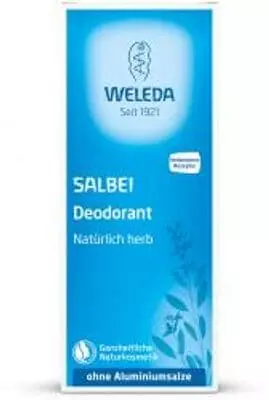 WELEDA
Seit 1921
SALBEI
Deodorant
Natürlich herb
Ganzheitliche
Naturkosmetik
ohne Aluminiumsalze